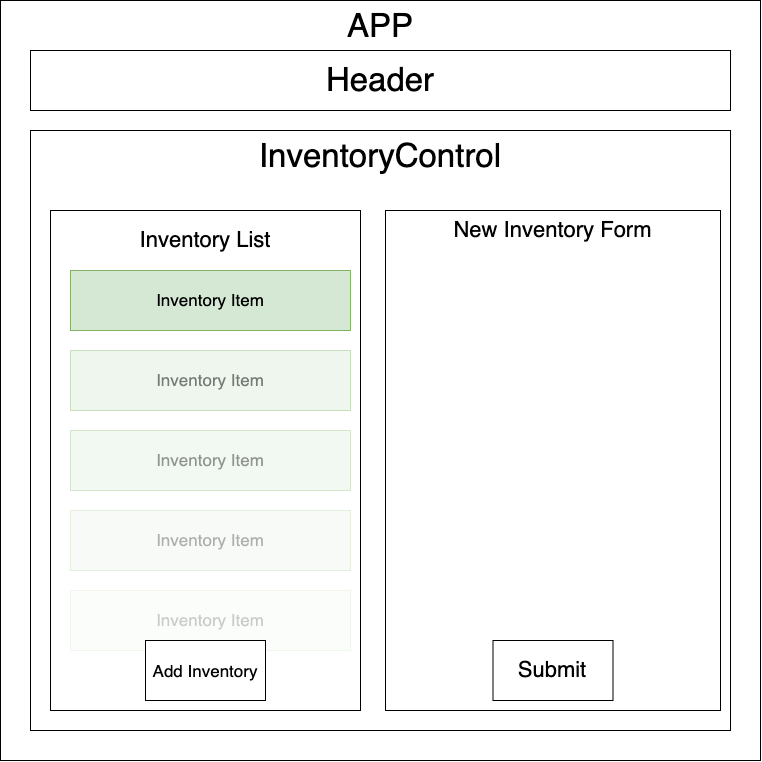 APP
Header
InventoryControl
Inventory List
Inventory Item
Inventory Item
Inventory Item
Inventory Item
Inventory Item
Add Inventory
New Inventory Form
Submit